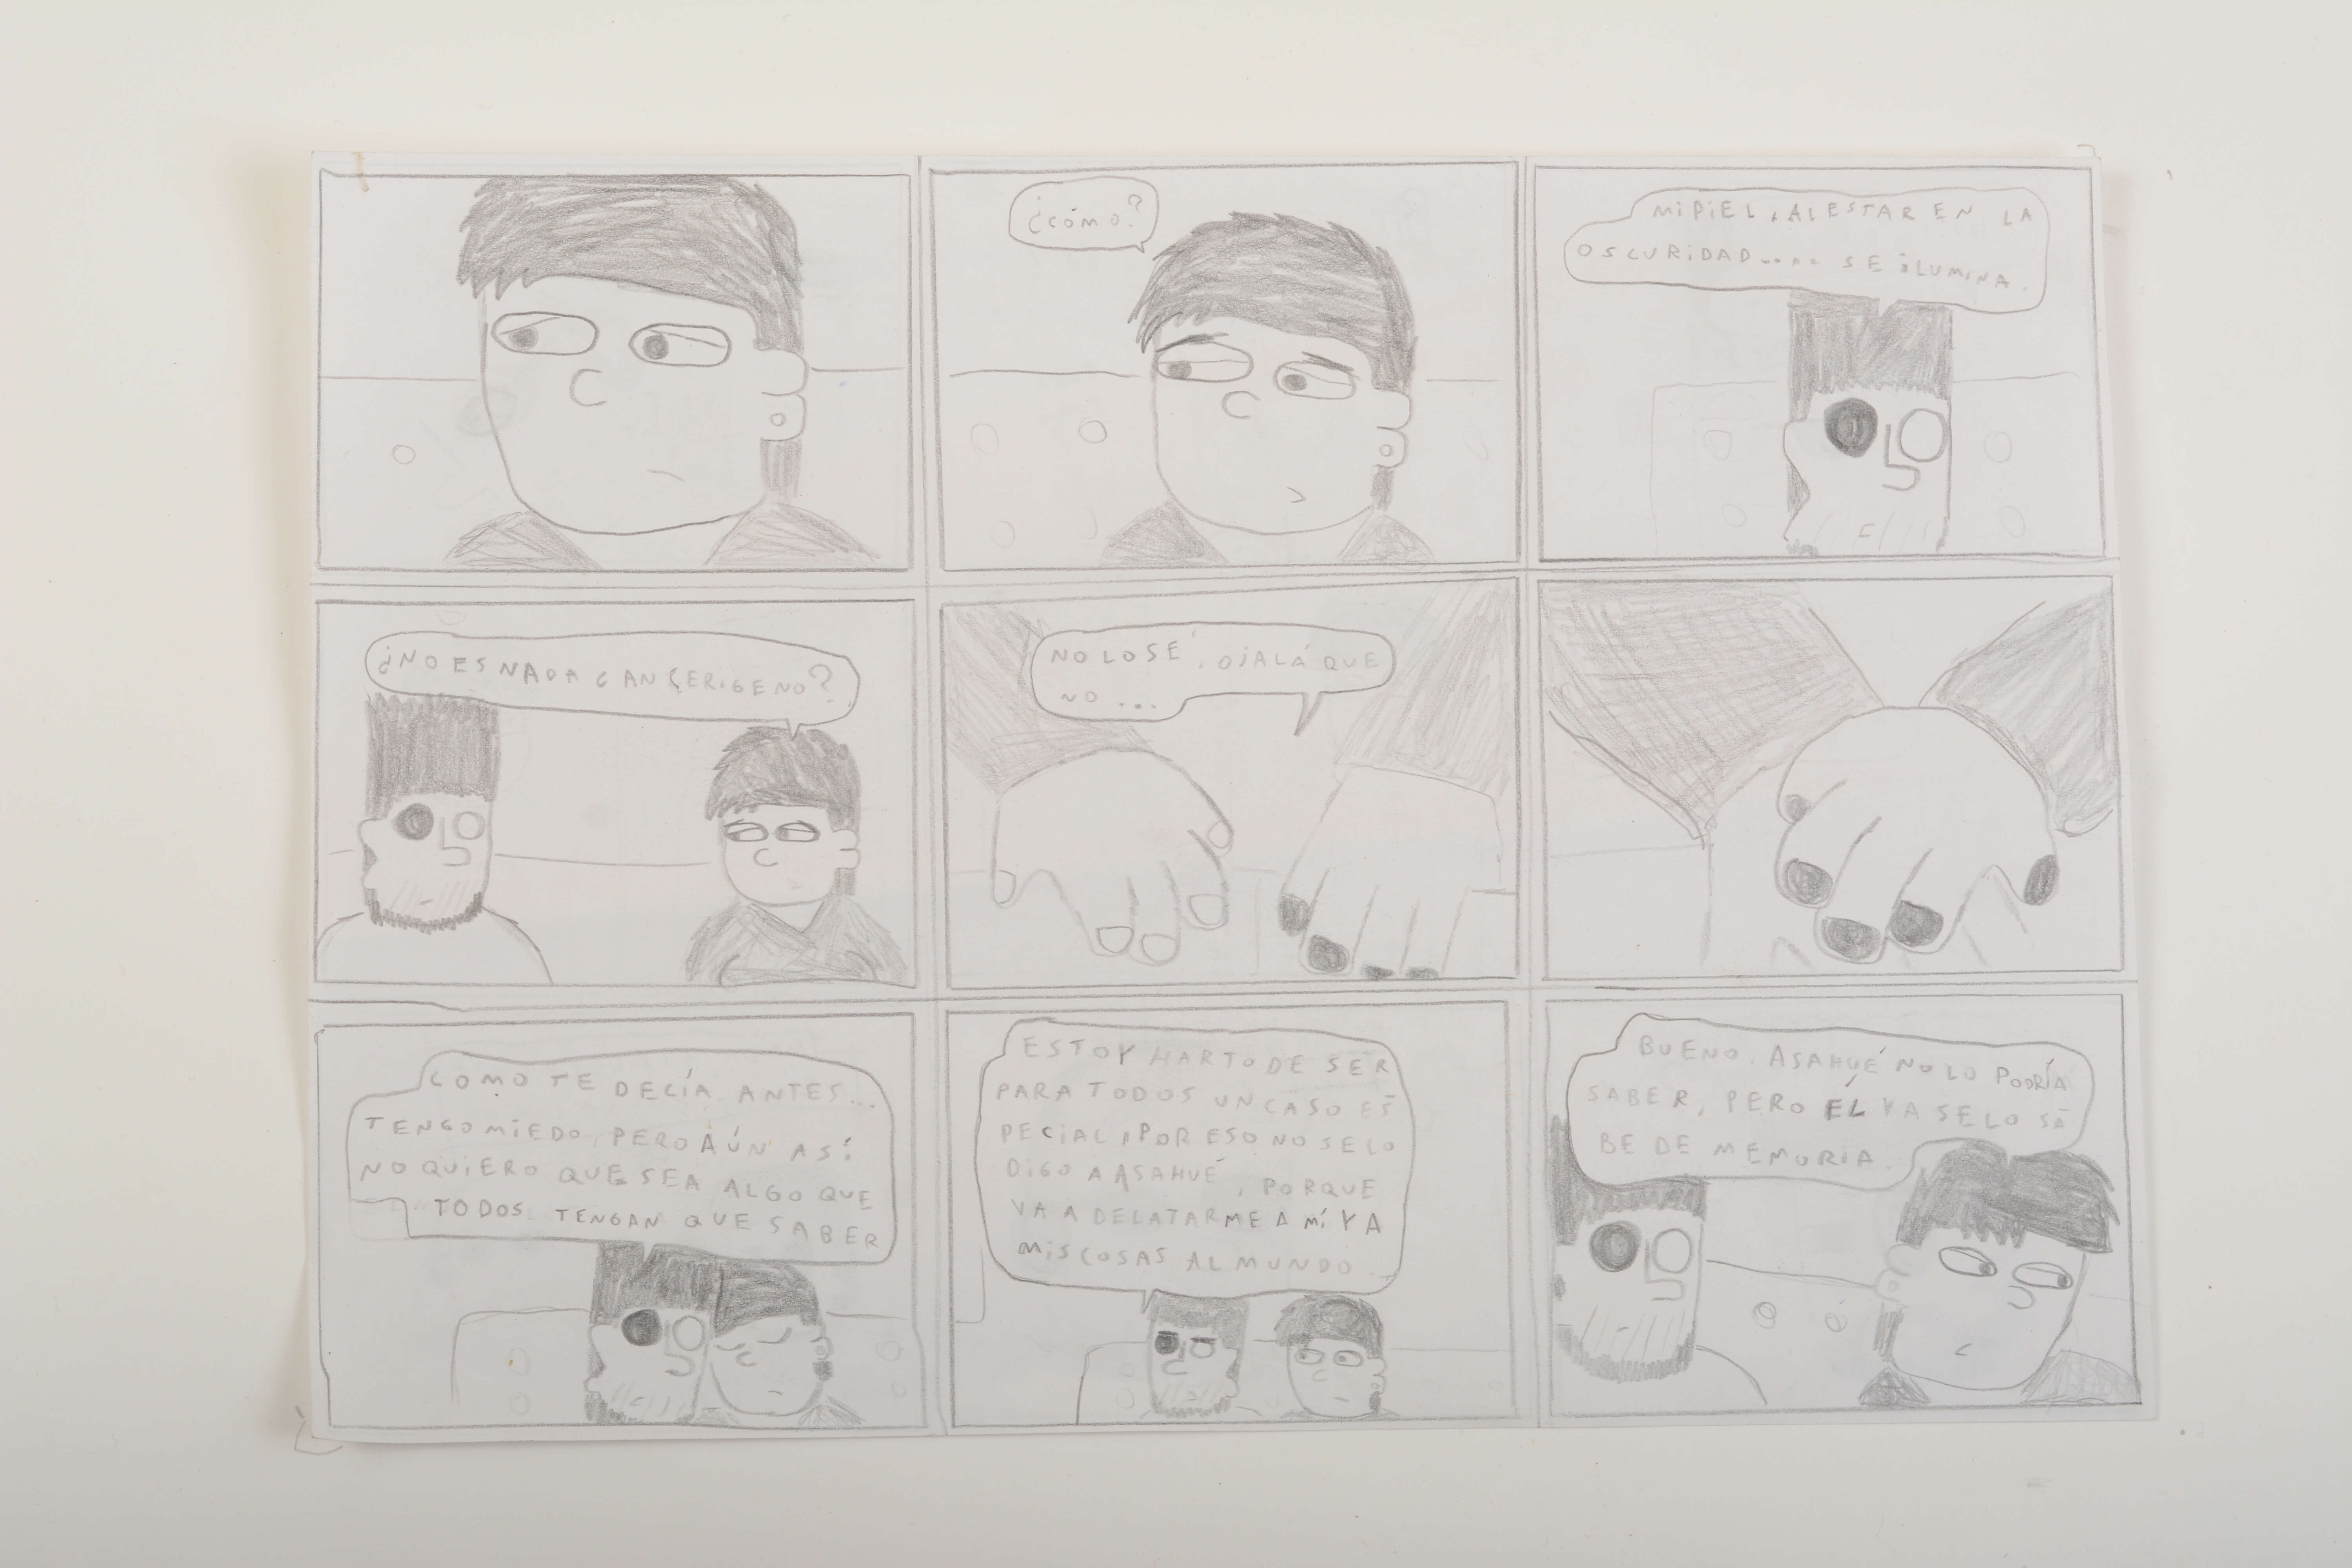 ¿CÓMO?
MI PIEL, AL ESTAR EN LA
OSCURIDAD..... SE ILUMINA.
¿NO ES NADA CANCERIGENO?
NO LO SÉ, OJALÁ QUE
NO...
COMO TE DECÍA ANTES...
TENGO MIEDO, PERO AÚN ASÍ
NO QUIERO QUE SEA ALGO QUE
TODOS TENGAN QUE SABER
ESTOY HARTO DE SER
PARA TODOS UN CASO ES
PECIAL, POR ESO NO SE LO
DIGO A ASAHUÉ, PORQUE
VA A DELATARME A MÍ Y A
MIS COSAS AL MUNDO.
BUENO. ASAHUÉ NO LO PODRÍA
SABER, PERO ÉL YA SE LO SA
BE DE MEMORIA.